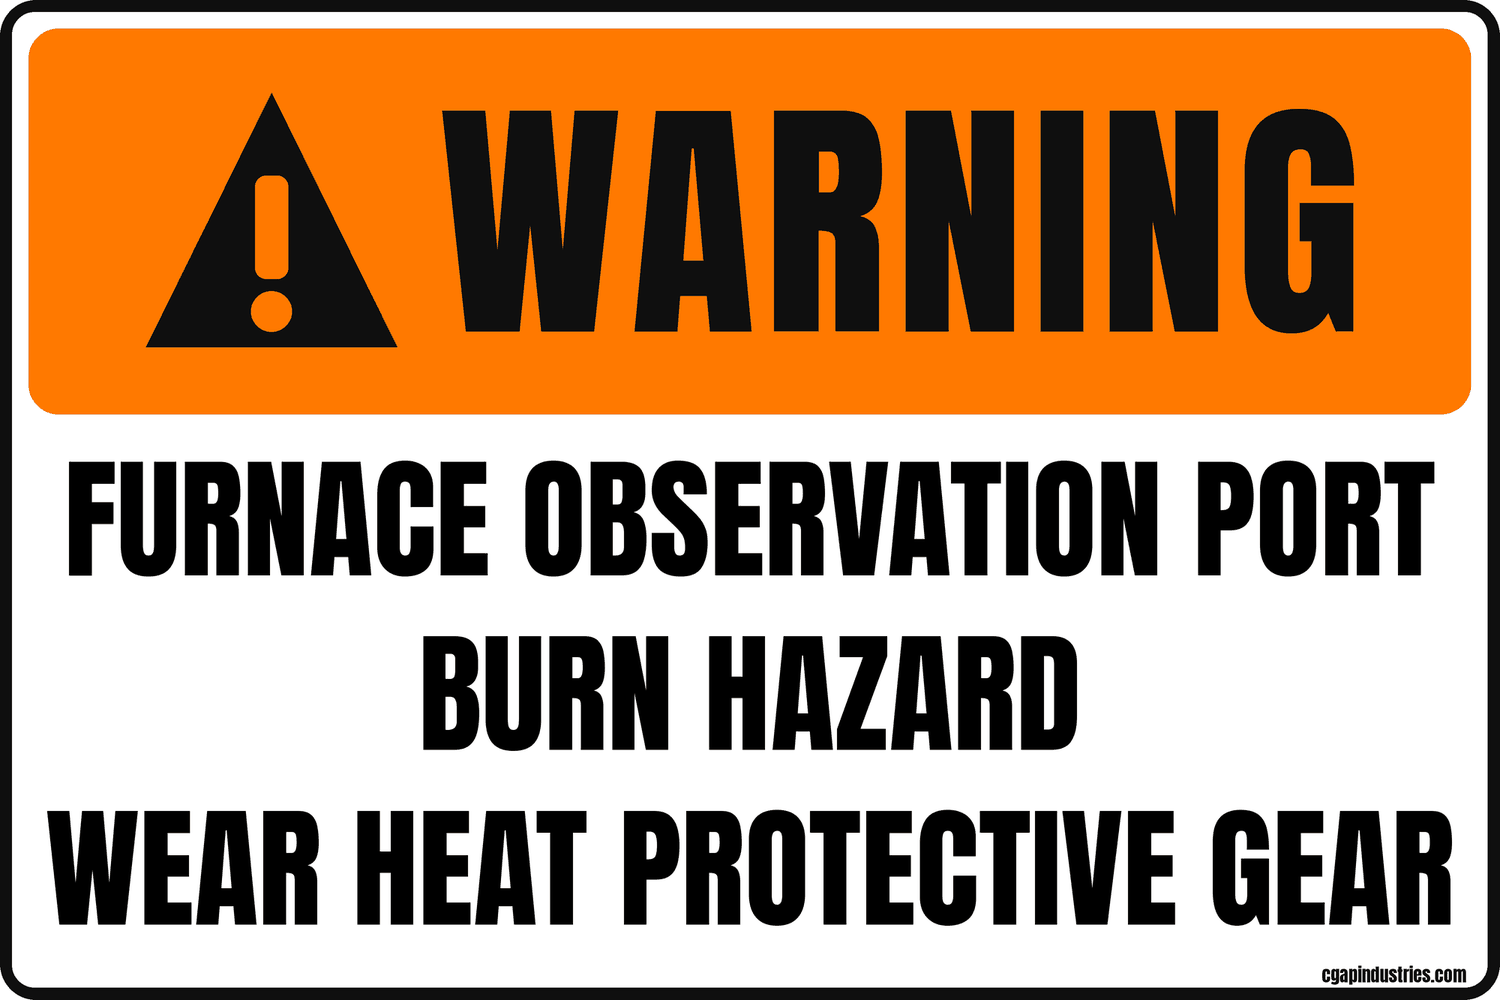 WARNING
FURNACE OBSERVATION PORT
BURN HAZARD
WEAR HEAT PROTECTIVE GEAR
cgapindustries.com